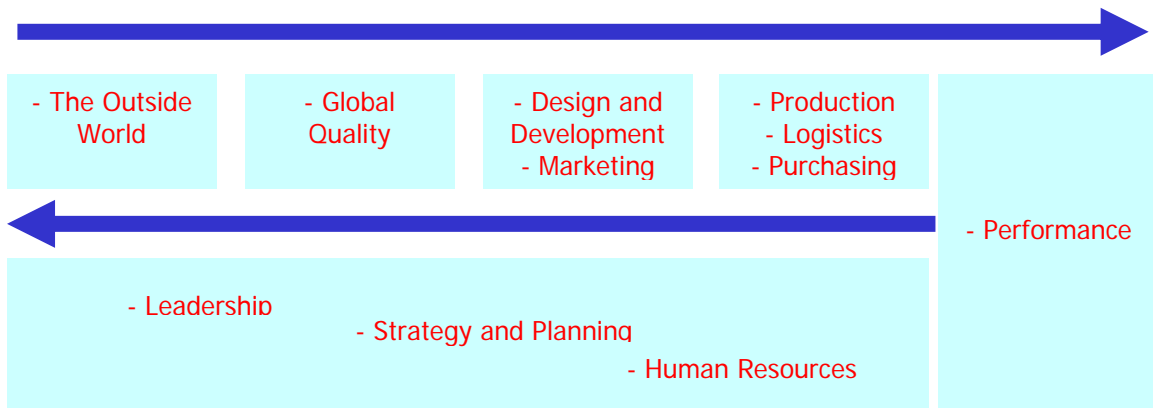 - The Outside
World
- Global
Quality
- Design and
Development
- Marketing
- Production
- Logistics
- Purchasing
- Performance
- Leadership
- Strategy and Planning
- Human Resources